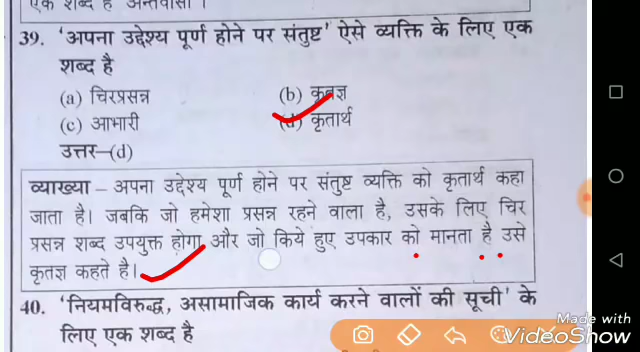 एक शब्द है अन्तेवासी ।
39. 'अपना उद्देश्य पूर्ण होने पर संतुष्ट' ऐसे व्यक्ति के लिए एक
शब्द है
(a) चिरप्रसन्न (b) कृतज्ञ
(c) आभारी (d) कृतार्थ
उत्तर–(d)
व्याख्या – अपना उद्देश्य पूर्ण होने पर संतुष्ट व्यक्ति को कृतार्थ कहा
जाता है। जबकि जो हमेशा प्रसन्न रहने वाला है, उसके लिए चिर
प्रसन्न शब्द उपयुक्त होगा और जो किये हुए उपकार को मानता है उसे
कृतज्ञ कहते है।
40. 'नियमविरुद्ध, असामाजिक कार्य करने वालों की सूची' के
लिए एक शब्द है
Made with
VideoShow